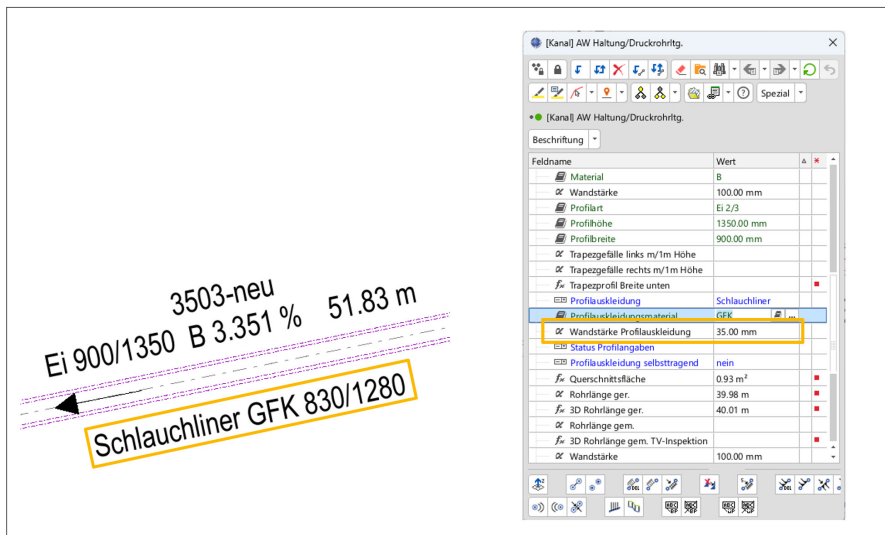 3503-neu
Ei 900/1350 B 3.351 % 51.83 m
Schlauchliner GFK 830/1280
[Kanal] AW Haltung/Druckrohrltg.
Spezial
[Kanal] AW Haltung/Druckrohrltg.
Beschriftung
Feldname Wert
Material B
Wandstärke 100.00 mm
Profilart Ei 2/3
Profilhöhe 1350.00 mm
Profilbreite 900.00 mm
Trapezgefälle links m/1m Höhe
Trapezgefälle rechts m/1m Höhe
Trapezprofil Breite unten
Profilauskleidung Schlauchliner
Profilauskleidungsmaterial GFK ...
Wandstärke Profilauskleidung 35.00 mm
Status Profilangaben
Profilauskleidung selbsttragend nein
Querschnittsfläche 0.93 m²
Rohrlänge ger. 39.98 m
3D Rohrlänge ger. 40.01 m
Rohrlänge gem.
3D Rohrlänge gem. TV-Inspektion
Wandstärke 100.00 mm